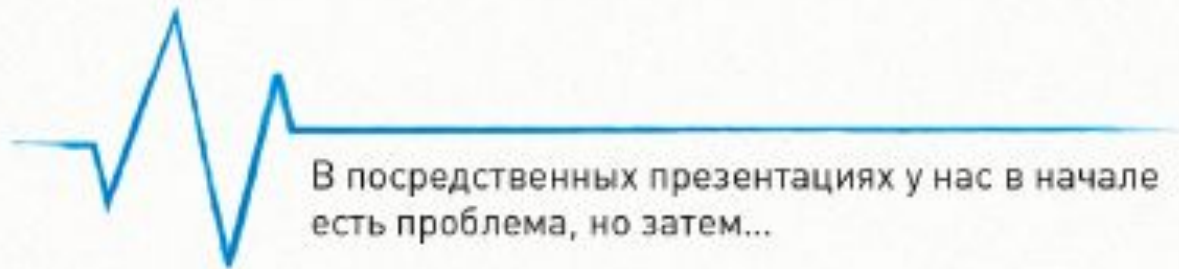 В посредственных презентациях у нас в начале
есть проблема, но затем...